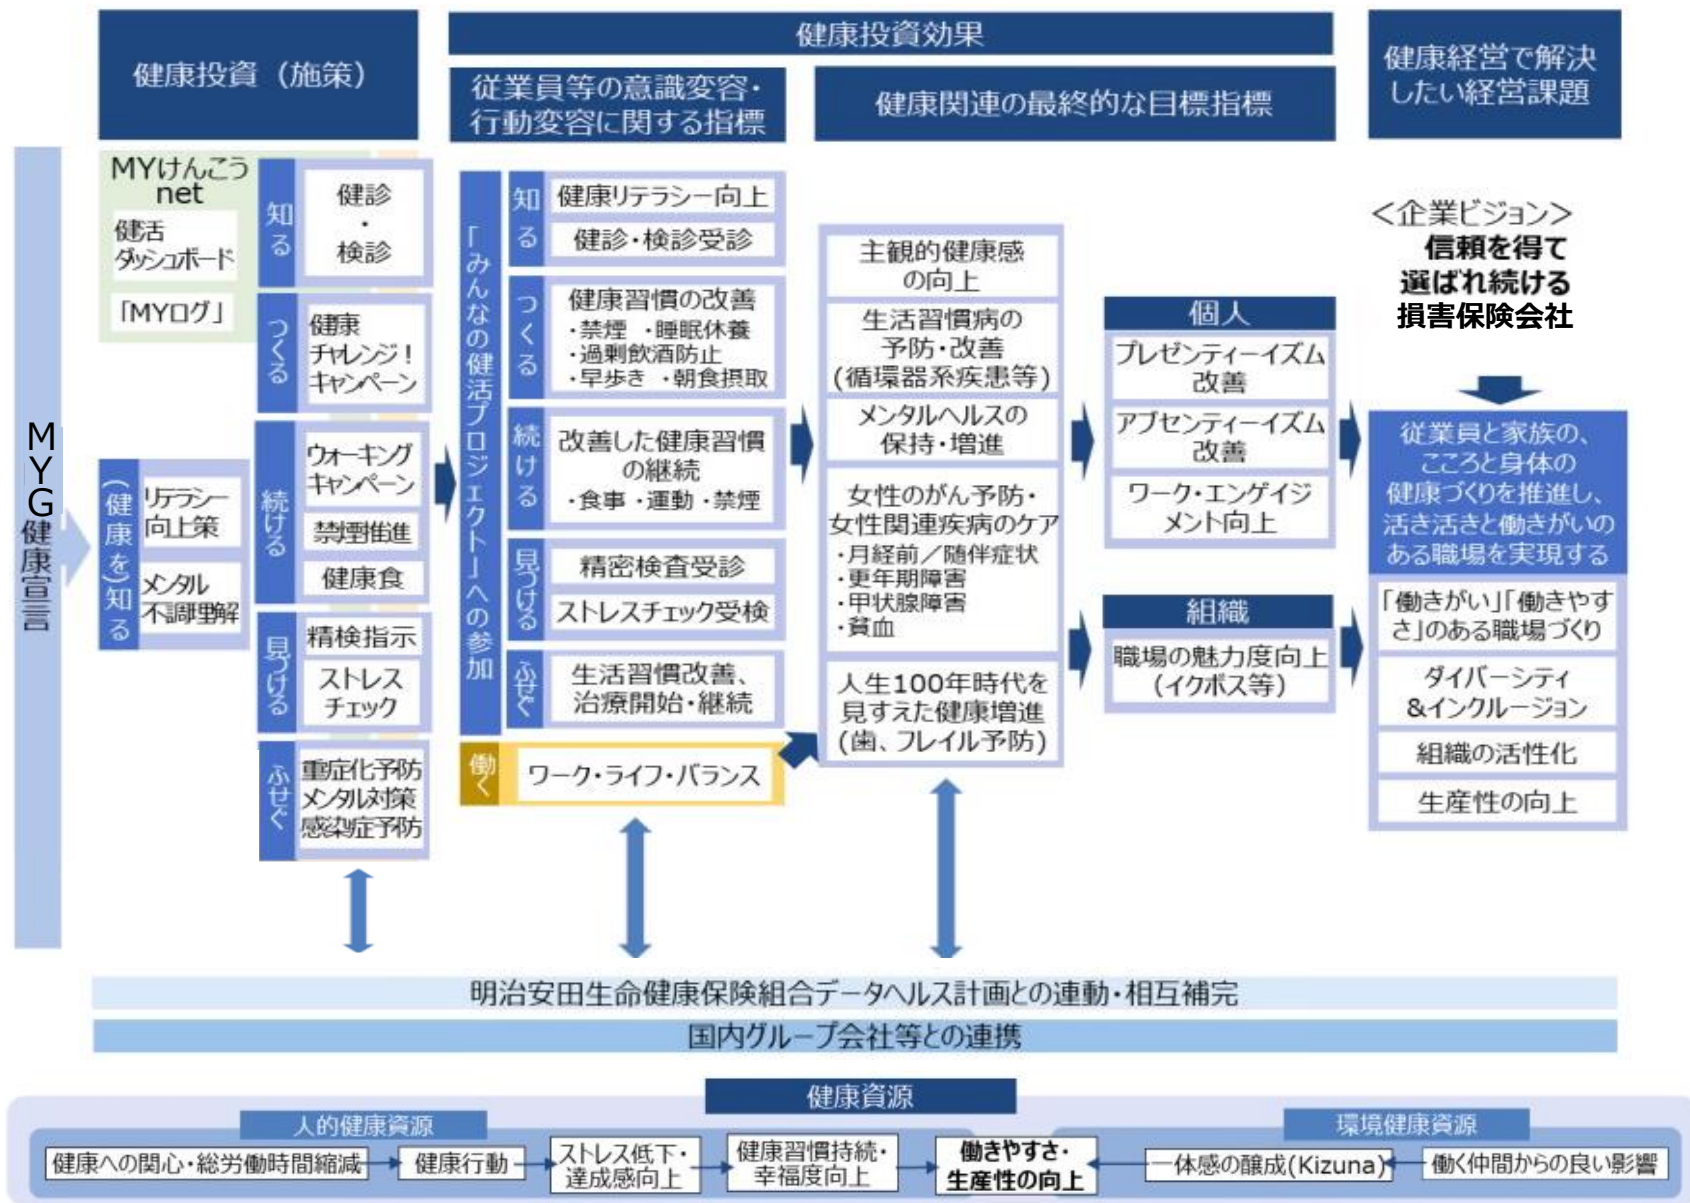 健康投資（施策）
健康投資効果
従業員等の意識変容・
行動変容に関する指標
健康関連の最終的な目標指標
健康経営で解決
したい経営課題
MYG健康宣言
MYけんこう
net
健活
ダッシュボード
「MYログ」
(健康を)知る
リテラシー
向上策
メンタル
不調理解
知る
健診
・
検診
つくる
健康
チャレンジ！
キャンペーン
続ける
ウォーキング
キャンペーン
禁煙推進
健康食
見つける
精検指示
ストレス
チェック
ふせぐ
重症化予防
メンタル対策
感染症予防
「みんなの健活プロジェクト」への参加
知る
健康リテラシー向上
健診・検診受診
つくる
健康習慣の改善
・禁煙 ・睡眠休養
・過剰飲酒防止
・早歩き ・朝食摂取
続ける
改善した健康習慣
の継続
・食事 ・運動 ・禁煙
見つける
精密検査受診
ストレスチェック受検
ふせぐ
生活習慣改善、
治療開始・継続
働く
ワーク・ライフ・バランス
主観的健康感
の向上
生活習慣病の
予防・改善
(循環器系疾患等)
メンタルヘルスの
保持・増進
女性のがん予防・
女性関連疾病のケア
・月経前／随伴症状
・更年期障害
・甲状腺障害
・貧血
人生100年時代を
見すえた健康増進
(歯、フレイル予防)
個人
プレゼンティーイズム
改善
アブセンティーイズム
改善
ワーク・エンゲイジ
メント向上
組織
職場の魅力度向上
(イクボス等)
＜企業ビジョン＞
信頼を得て
選ばれ続ける
損害保険会社
従業員と家族の、
こころと身体の
健康づくりを推進し、
活き活きと働きがいの
ある職場を実現する
「働きがい」「働きやす
さ」のある職場づくり
ダイバーシティ
&インクルージョン
組織の活性化
生産性の向上
明治安田生命健康保険組合データヘルス計画との連動・相互補完
国内グループ会社等との連携
健康資源
人的健康資源
環境健康資源
健康への関心・総労働時間縮減
健康行動
ストレス低下・
達成感向上
健康習慣持続・
幸福度向上
働きやすさ・
生産性の向上
一体感の醸成(Kizuna)
働く仲間からの良い影響